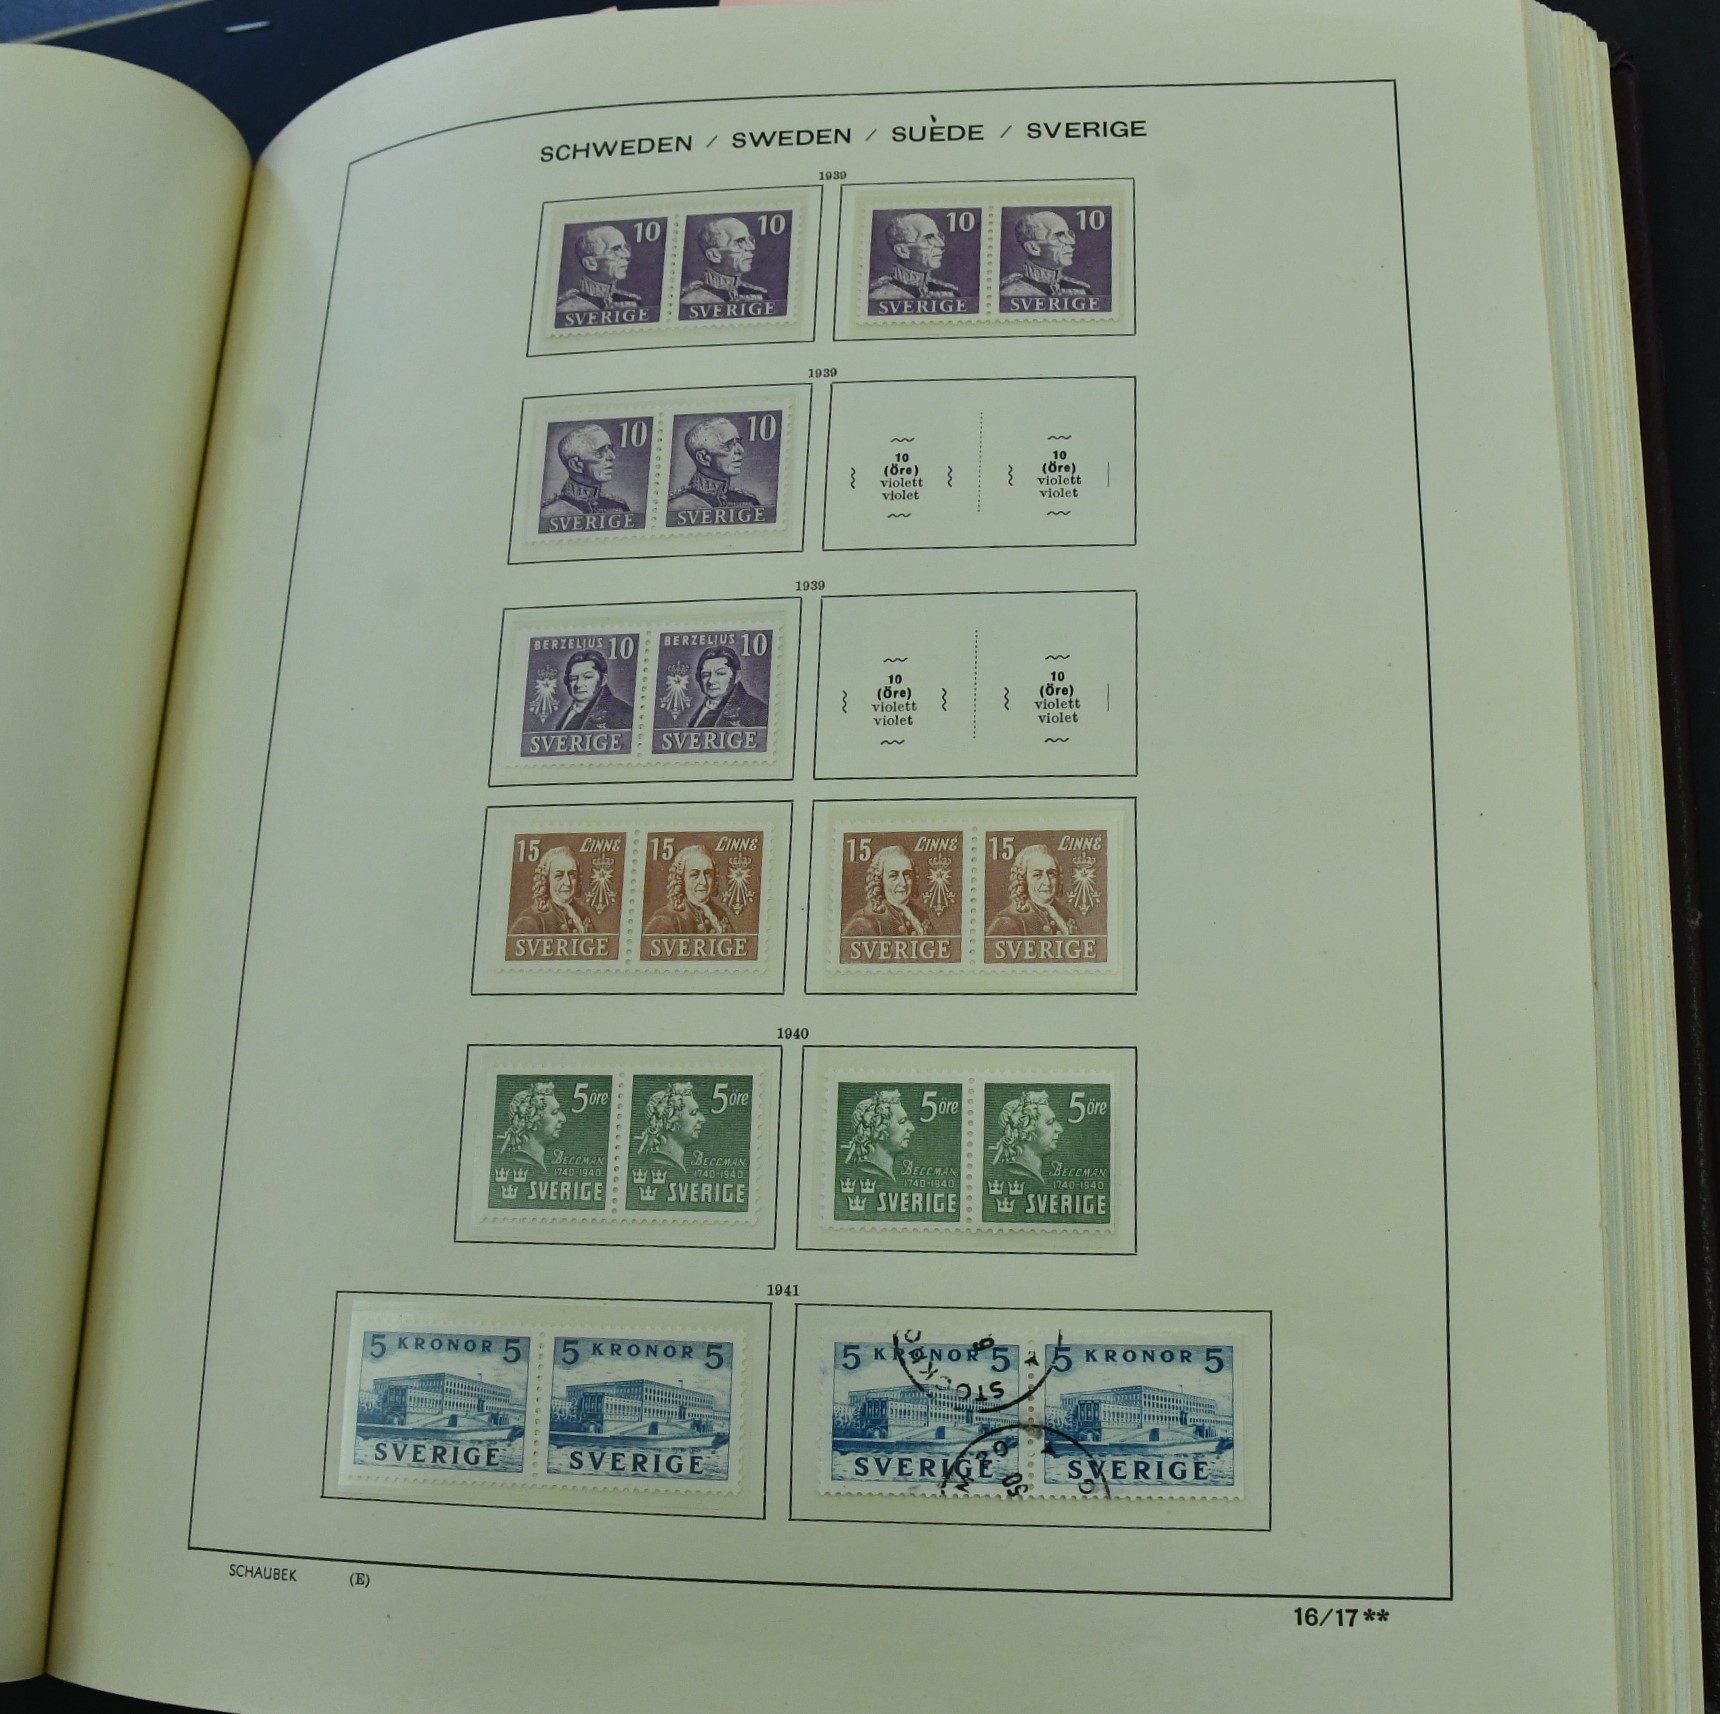 SCHWEDEN / SWEDEN / SUÈDE / SVERIGE
1939
10 10 10 10
SVERIGE SVERIGE SVERIGE SVERIGE
1939
10 10
SVERIGE SVERIGE
10 10
(Öre) (Öre)
violett violett
violet violet
1939
BERZELIUS 10 BERZELIUS 10
SVERIGE SVERIGE
10 10
(Öre) (Öre)
violett violett
violet violet
15 LINNÉ 15 LINNÉ 15 LINNÉ 15 LINNÉ
SVERIGE SVERIGE SVERIGE SVERIGE
1940
5 öre 5 öre 5 öre 5 öre
BELLMAN BELLMAN BELLMAN BELLMAN
1740-1940 1740-1940 1740-1940 1740-1940
SVERIGE SVERIGE SVERIGE SVERIGE
1941
5 KRONOR 5 5 KRONOR 5 5 KRONOR 5 5 KRONOR 5
SVERIGE SVERIGE SVERIGE SVERIGE
SCHAUBEK (E)
16/17**